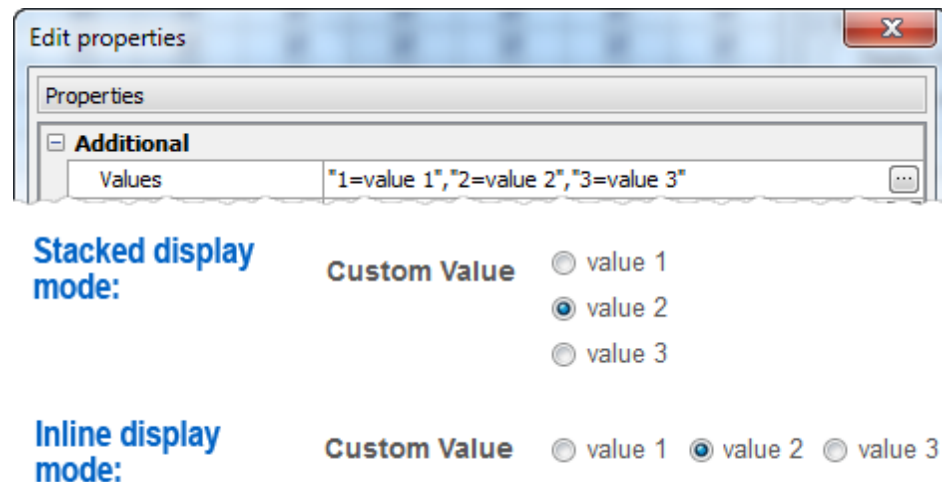 Edit properties
Properties
Additional
Values "1=value 1","2=value 2","3=value 3" ...
Stacked display
mode:
Custom Value value 1
value 2
value 3
Inline display
mode:
Custom Value value 1 value 2 value 3